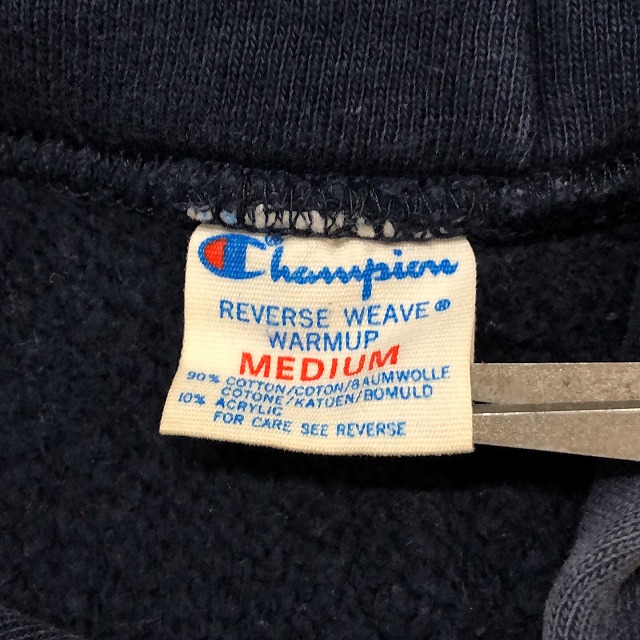 Champion
REVERSE WEAVE®
WARMUP
MEDIUM
90% COTTON/COTON/BAUMWOLLE
COTONE/KATOEN/BOMULD
10% ACRYLIC
FOR CARE SEE REVERSE